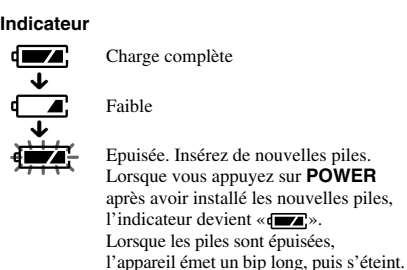 Indicateur
Charge complète
Faible
Epuisée. Insérez de nouvelles piles.
Lorsque vous appuyez sur POWER
après avoir installé les nouvelles piles,
l’indicateur devient «».
Lorsque les piles sont épuisées,
l’appareil émet un bip long, puis s’éteint.